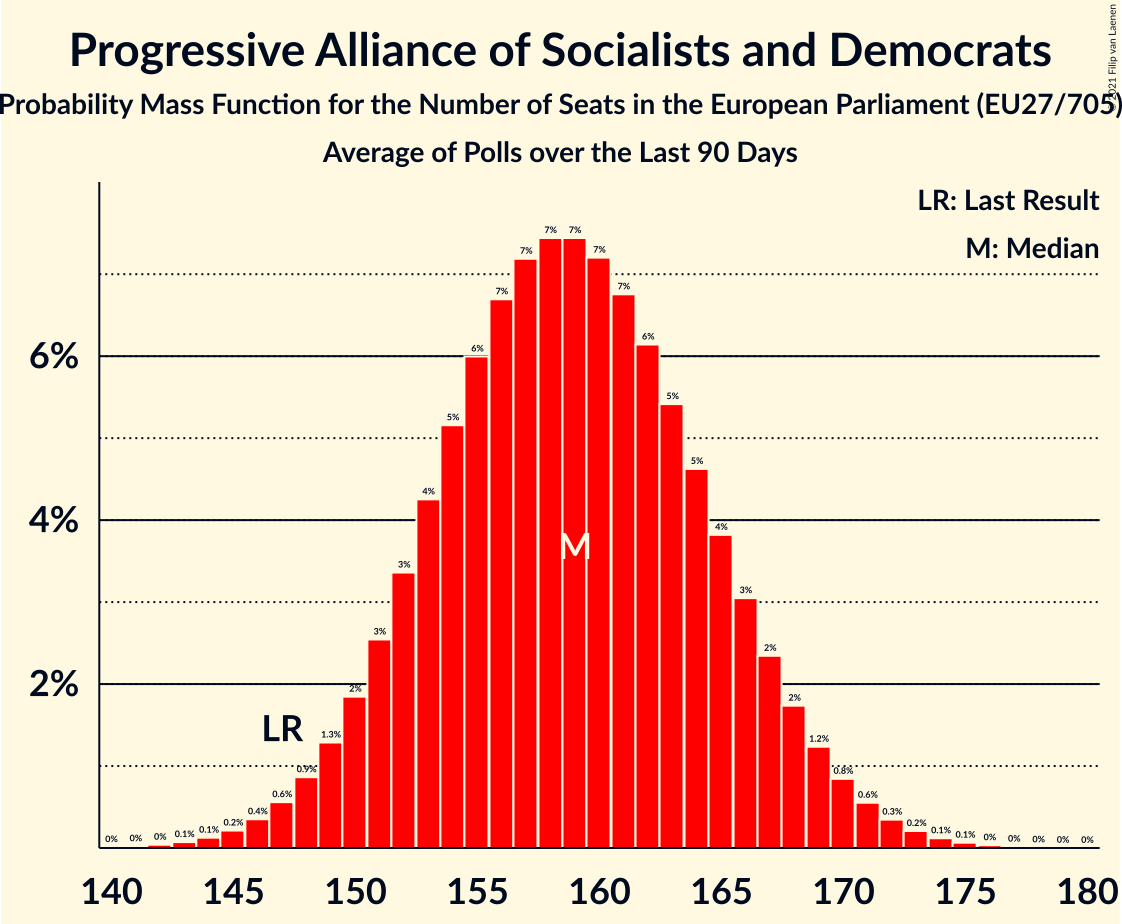 Progressive Alliance of Socialists and Democrats
Probability Mass Function for the Number of Seats in the European Parliament (EU27/705)
Average of Polls over the Last 90 Days
© 2021 Filip van Laenen
LR: Last Result
M: Median
6%
4%
2%
0% 0% 0% 0.1% 0.1% 0.2% 0.4% 0.6% 0.9% 1.3% 2% 3% 3% 4% 5% 6% 7% 7% 7% 7% 7% 7% 6% 5% 5% 4% 3% 2% 2% 1.2% 0.8% 0.6% 0.3% 0.2% 0.1% 0.1% 0% 0% 0% 0% 0%
M
LR
140 145 150 155 160 165 170 175 180